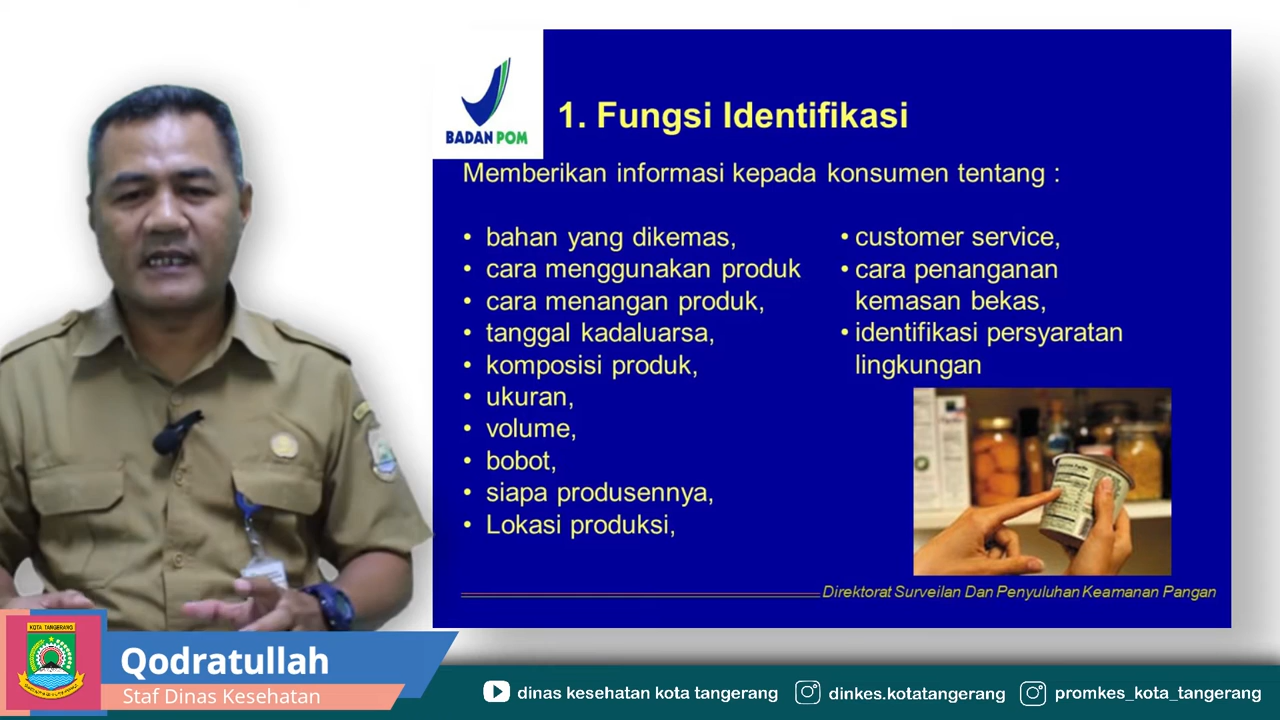 BADAN POM
1. Fungsi Identifikasi
Memberikan informasi kepada konsumen tentang :
• bahan yang dikemas,
• cara menggunakan produk
• cara menangan produk,
• tanggal kadaluarsa,
• komposisi produk,
• ukuran,
• volume,
• bobot,
• siapa produsennya,
• Lokasi produksi,
• customer service,
• cara penanganan
kemasan bekas,
• identifikasi persyaratan
lingkungan
Direktorat Surveilan Dan Penyuluhan Keamanan Pangan
KOTA TANGERANG
Qodratullah
Staf Dinas Kesehatan
dinas kesehatan kota tangerang
dinkes.kotatangerang
promkes_kota_tangerang